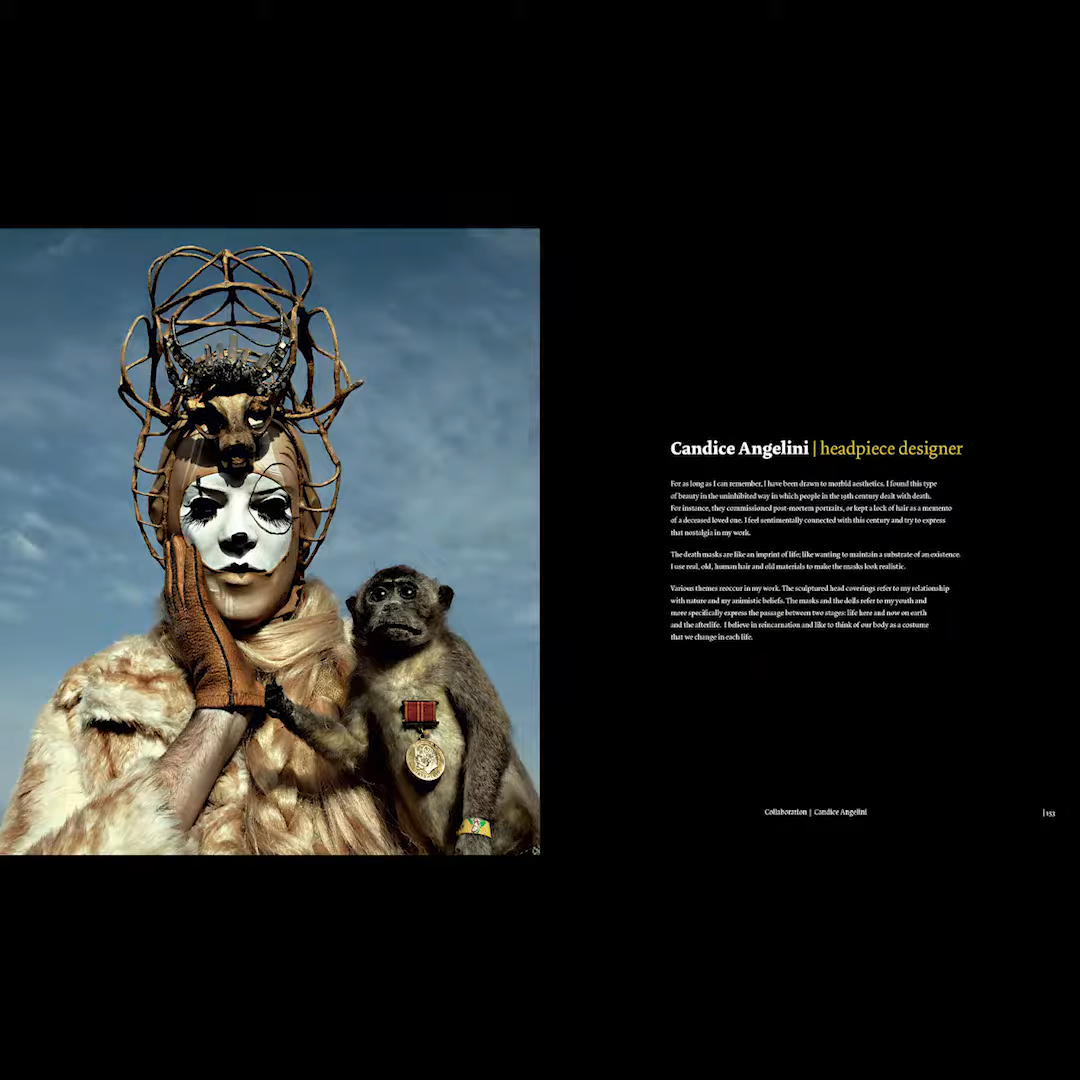 Candice Angelini | headpiece designer
For as long as I can remember, I have been drawn to morbid aesthetics. I found this type
of beauty in the uninhibited way in which people in the 19th century dealt with death.
For instance, they commissioned post-mortem portraits, or kept a lock of hair as a memento
of a deceased loved one. I feel sentimentally connected with this century and try to express
that nostalgia in my work.
The death masks are like an imprint of life; like wanting to maintain a substrate of an existence.
I use real, old, human hair and old materials to make the masks look realistic.
Various themes reoccur in my work. The sculptured head coverings refer to my relationship
with nature and my animistic beliefs. The masks and the dolls refer to my youth and
more specifically express the passage between two stages: life here and now on earth
and the afterlife. I believe in reincarnation and like to think of our body as a costume
that we change in each life.
Collaboration | Candice Angelini
| 153